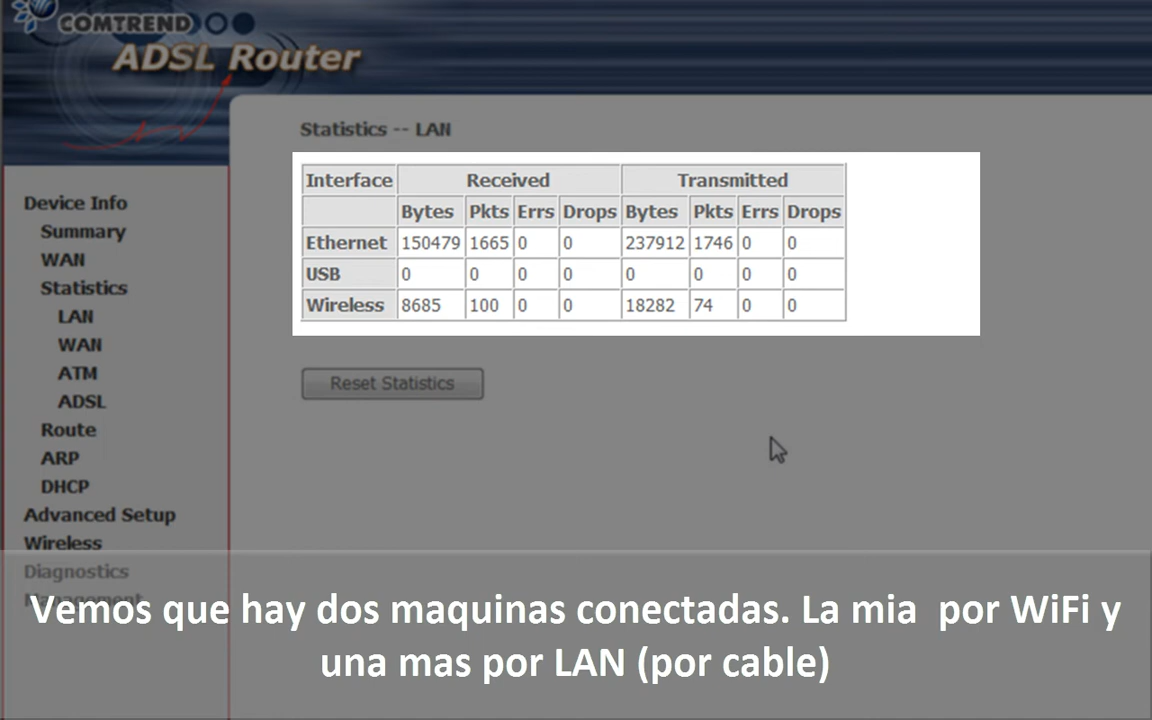 COMTREND
ADSL Router
Statistics -- LAN
Interface Received Transmitted
Bytes Pkts Errs Drops Bytes Pkts Errs Drops
Ethernet 150479 1665 0 0 237912 1746 0 0
USB 0 0 0 0 0 0 0 0
Wireless 8685 100 0 0 18282 74 0 0
Reset Statistics
Device Info
Summary
WAN
Statistics
LAN
WAN
ATM
ADSL
Route
ARP
DHCP
Advanced Setup
Wireless
Diagnostics
Management
Vemos que hay dos maquinas conectadas. La mia por WiFi y
una mas por LAN (por cable)